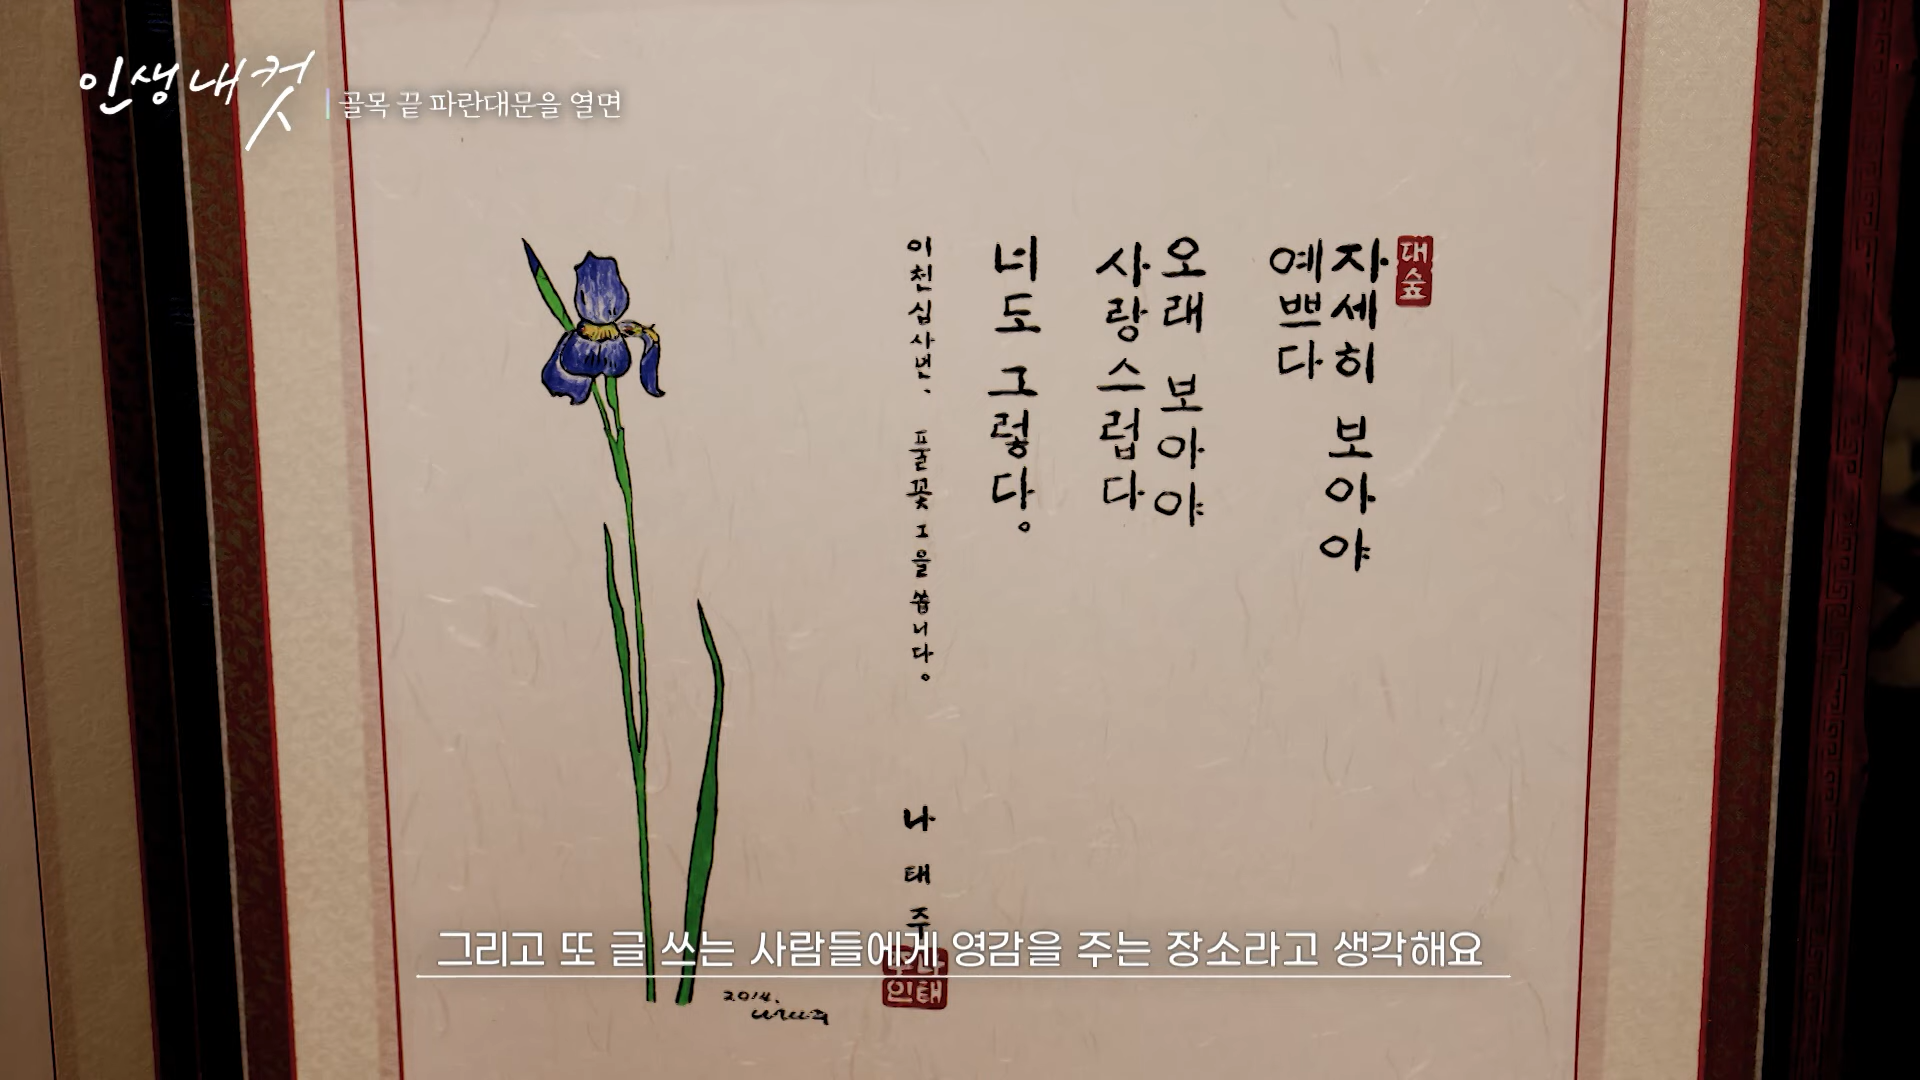 인생내컷
골목 끝 파란대문을 열면
대숲
자세히 보아야
예쁘다
오래 보아야
사랑스럽다
너도 그렇다。
이천십사년、 풀꽃 그을 씁니다。
나태주
2014.
나태주
그리고 또 글 쓰는 사람들에게 영감을 주는 장소라고 생각해요